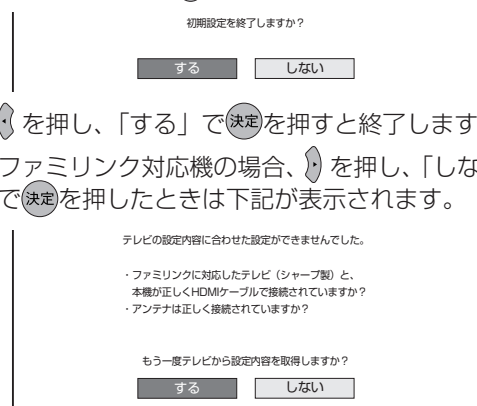 初期設定を終了しますか？
する しない
を押し、「する」で決定を押すと終了します
ファミリンク対応機の場合、を押し、「しな
で決定を押したときは下記が表示されます。
テレビの設定内容に合わせた設定ができませんでした。
・ファミリンクに対応したテレビ（シャープ製）と、
本機が正しくHDMIケーブルで接続されていますか？
・アンテナは正しく接続されていますか？
もう一度テレビから設定内容を取得しますか？
する しない